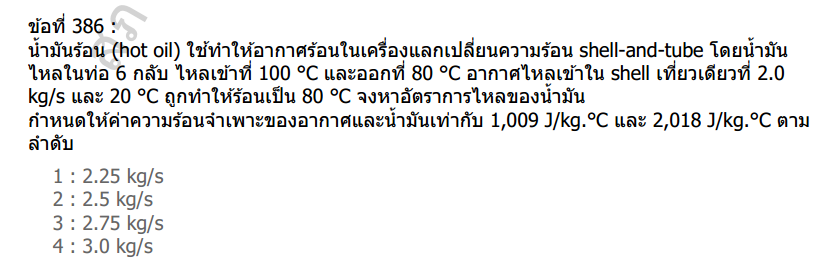 ข้อที่ 386 :
น้ำมันร้อน (hot oil) ใช้ทำให้อากาศร้อนในเครื่องแลกเปลี่ยนความร้อน shell-and-tube โดยน้ำมัน
ไหลในท่อ 6 กลับ ไหลเข้าที่ 100 °C และออกที่ 80 °C อากาศไหลเข้าใน shell เที่ยวเดียวที่ 2.0
kg/s และ 20 °C ถูกทำให้ร้อนเป็น 80 °C จงหาอัตราการไหลของน้ำมัน
กำหนดให้ค่าความร้อนจำเพาะของอากาศและน้ำมันเท่ากับ 1,009 J/kg.°C และ 2,018 J/kg.°C ตาม
ลำดับ
1 : 2.25 kg/s
2 : 2.5 kg/s
3 : 2.75 kg/s
4 : 3.0 kg/s